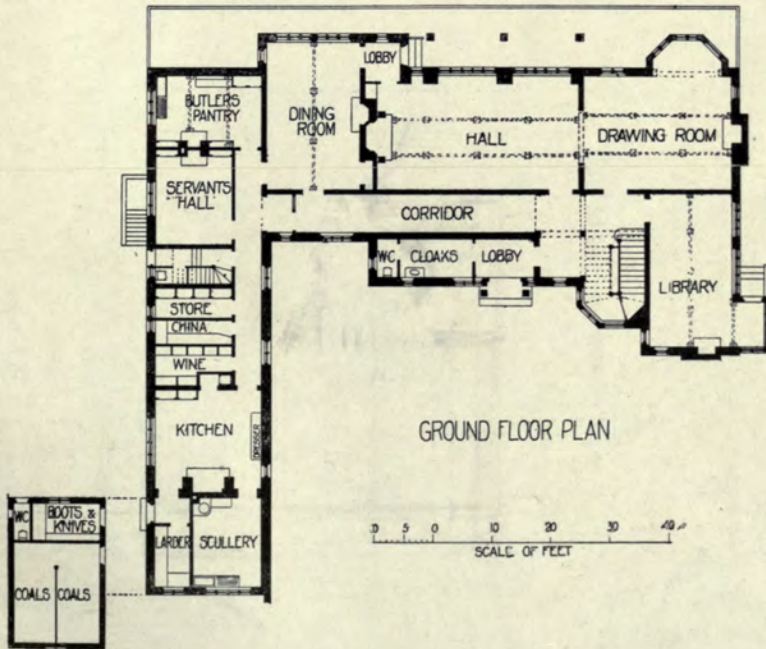 LOBBY
BUTLERS
PANTRY
DINING
ROOM
HALL
DRAWING ROOM
SERVANTS
HALL
CORRIDOR
WC
CLOAKS
LOBBY
LIBRARY
STORE
CHINA
WINE
KITCHEN
DRESSER
GROUND FLOOR PLAN
WC
BOOTS &
KNIVES
LARDER
SCULLERY
COALS
COALS
10 5 0 10 20 30 40
SCALE OF FEET